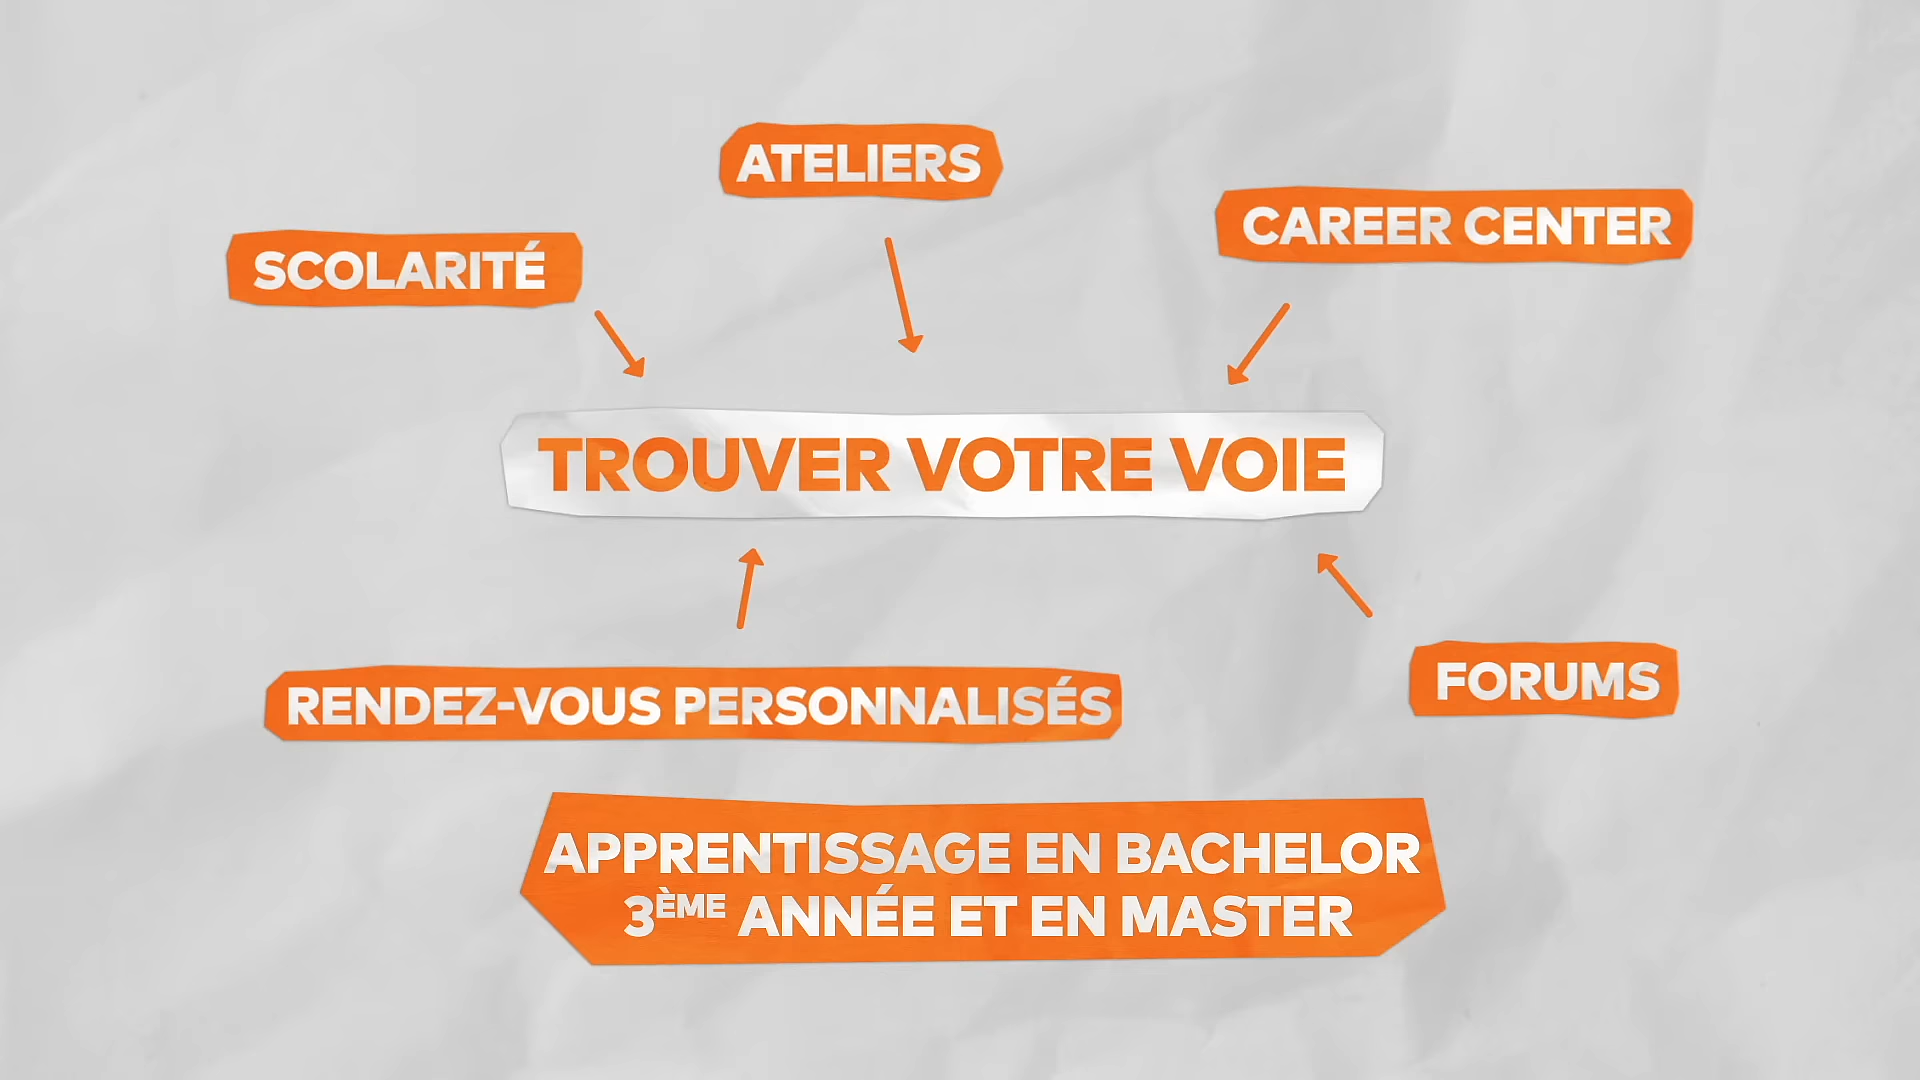 ATELIERS
CAREER CENTER
SCOLARITÉ
TROUVER VOTRE VOIE
RENDEZ-VOUS PERSONNALISÉS
FORUMS
APPRENTISSAGE EN BACHELOR
3ÈME ANNÉE ET EN MASTER